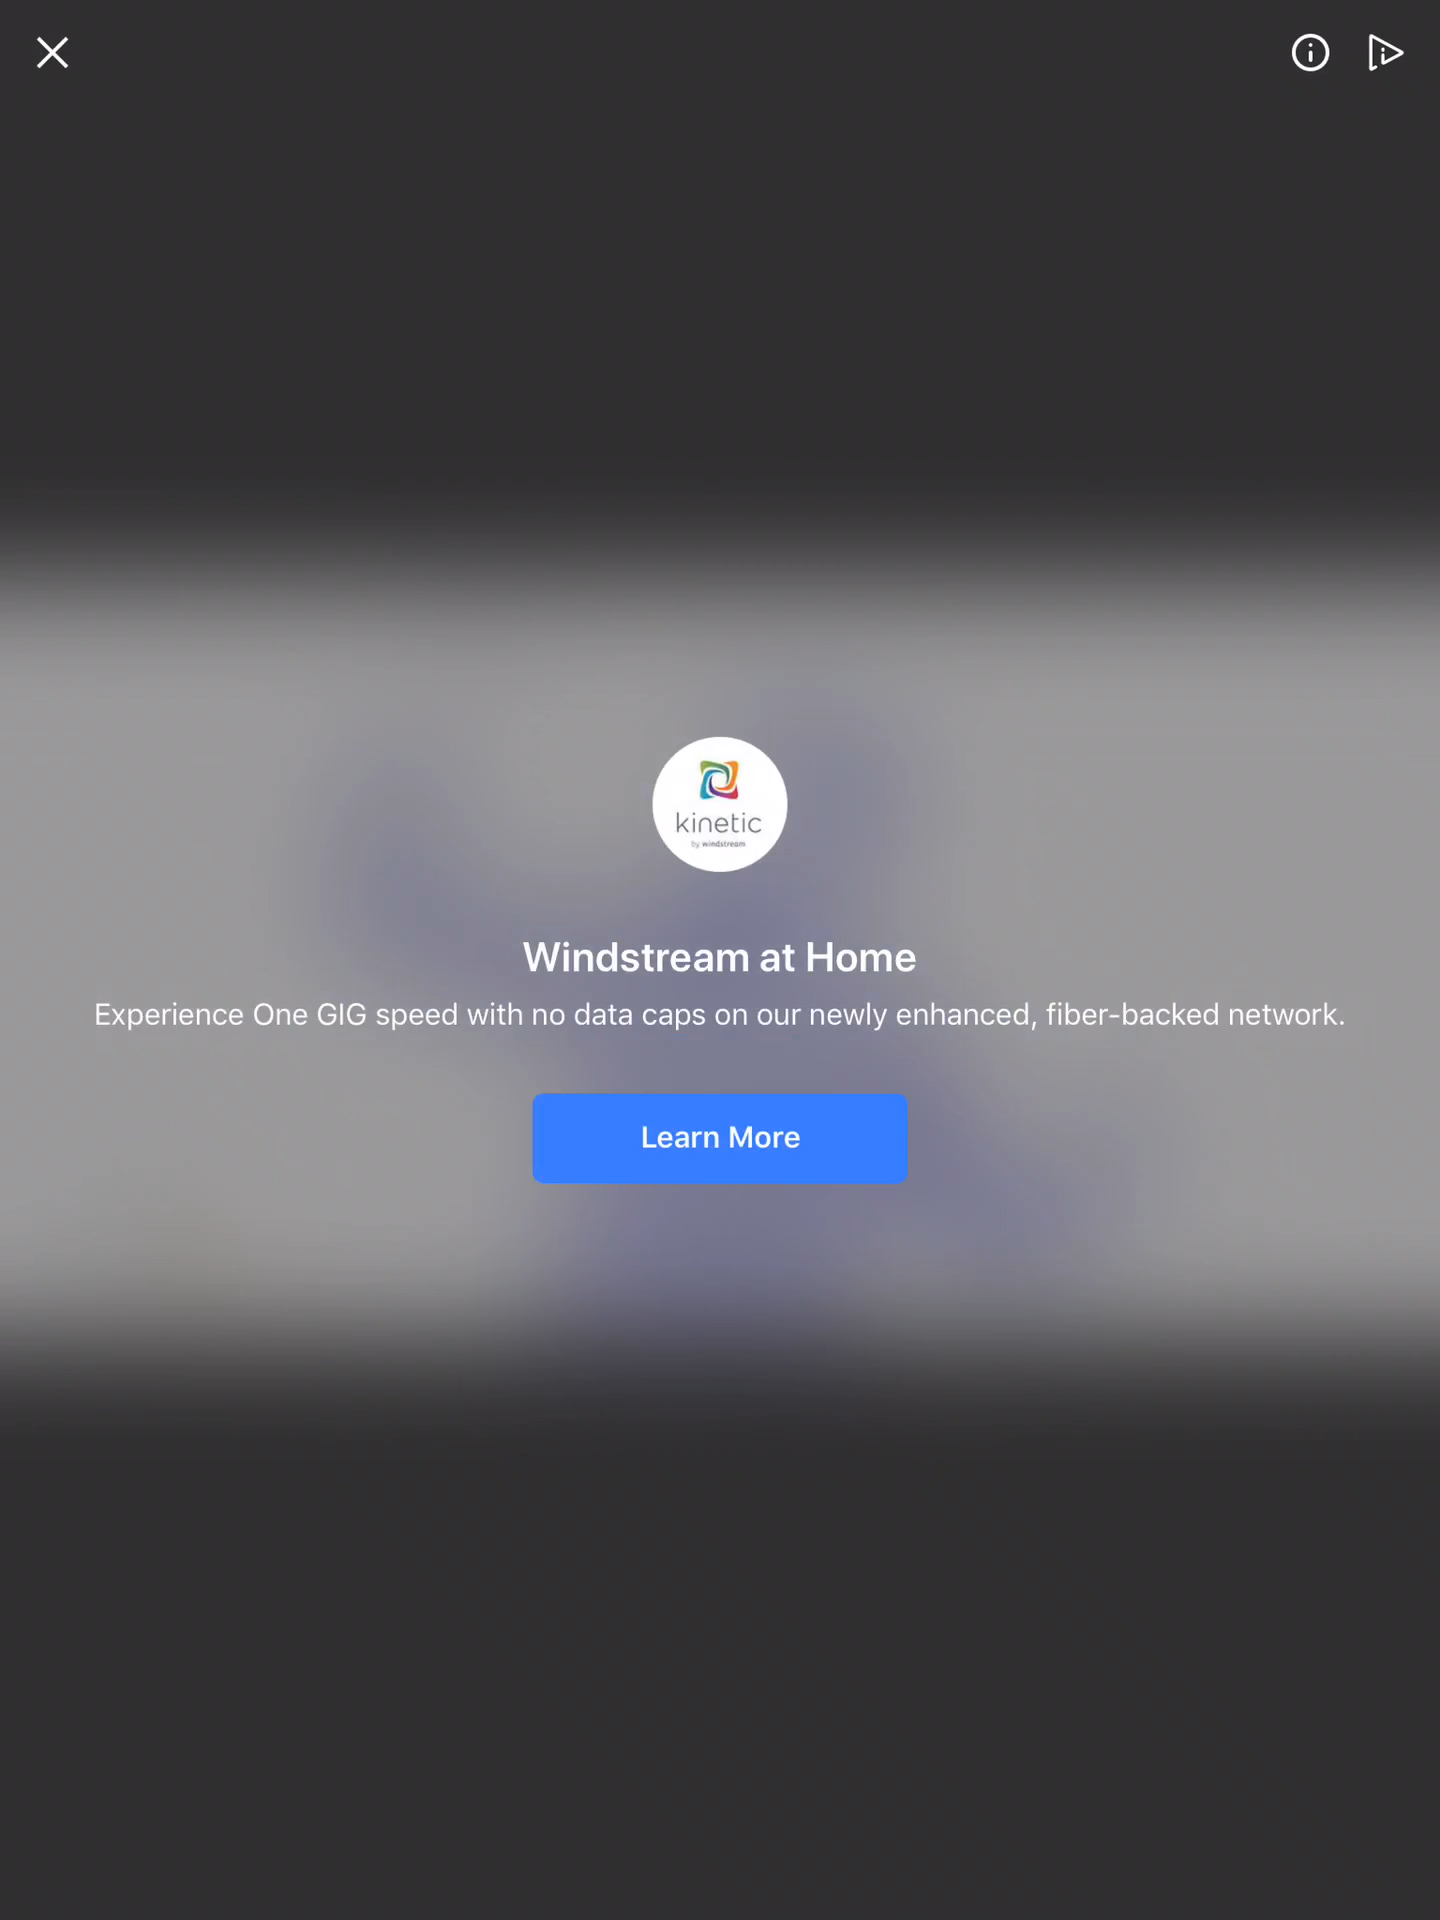 kinetic
by windstream
Windstream at Home
Experience One GIG speed with no data caps on our newly enhanced, fiber-backed network.
Learn More